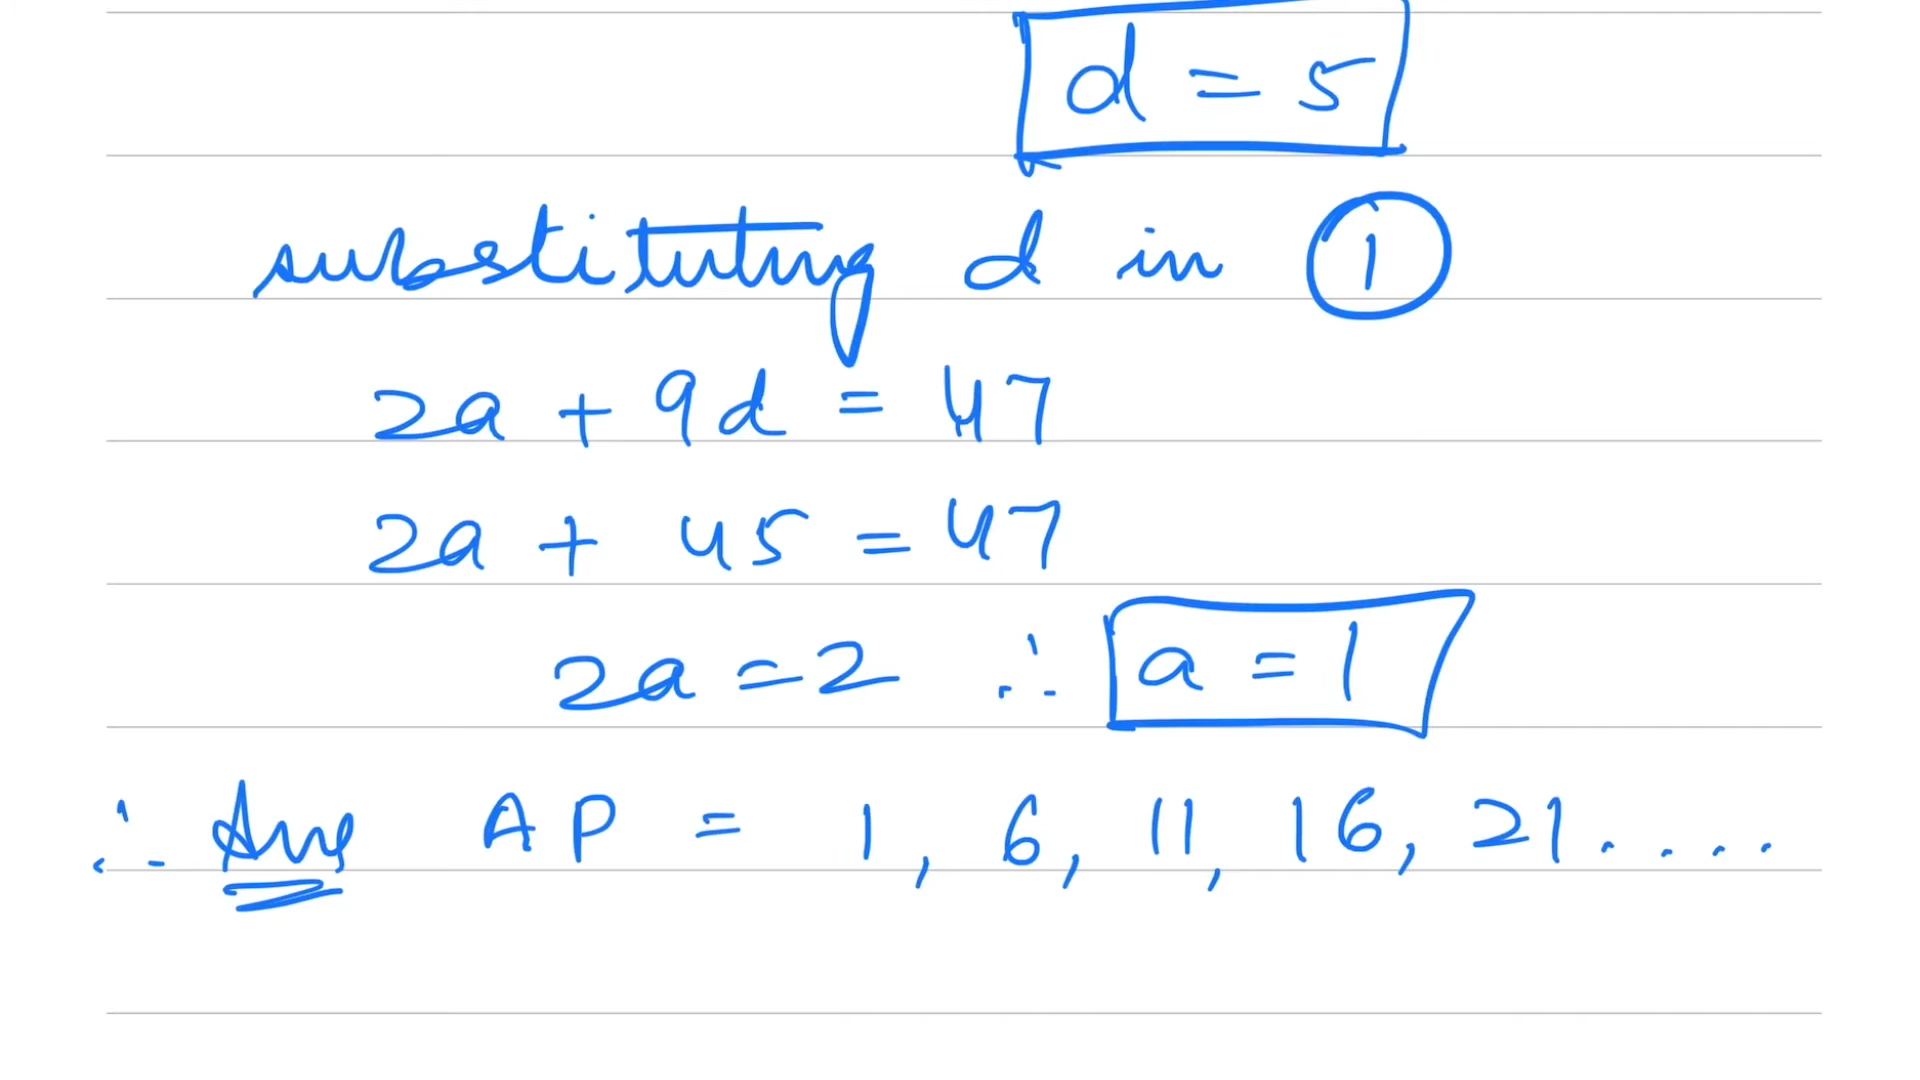 d = 5
substituting d in 1
2a + 9d = 47
2a + 45 = 47
2a = 2 ∴ a = 1
∴ Ans AP = 1, 6, 11, 16, 21....